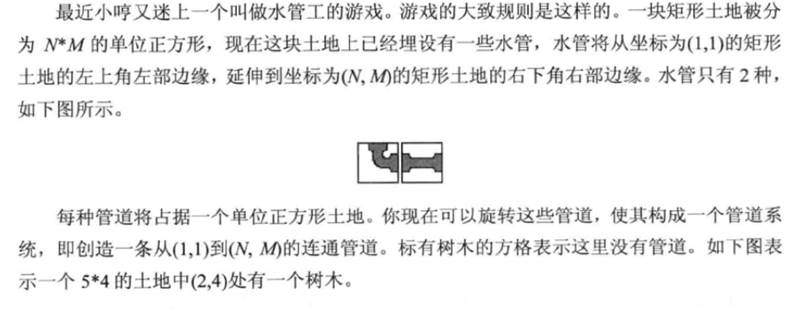 最近小哼又迷上一个叫做水管工的游戏。游戏的大致规则是这样的。一块矩形土地被分
为 N*M 的单位正方形，现在这块土地上已经埋设有一些水管，水管将从坐标为(1,1)的矩形
土地的左上角左部边缘，延伸到坐标为(N, M)的矩形土地的右下角右部边缘。水管只有 2 种，
如下图所示。
每种管道将占据一个单位正方形土地。你现在可以旋转这些管道，使其构成一个管道系
统，即创造一条从(1,1)到(N, M)的连通管道。标有树木的方格表示这里没有管道。如下图表
示一个 5*4 的土地中(2,4)处有一个树木。